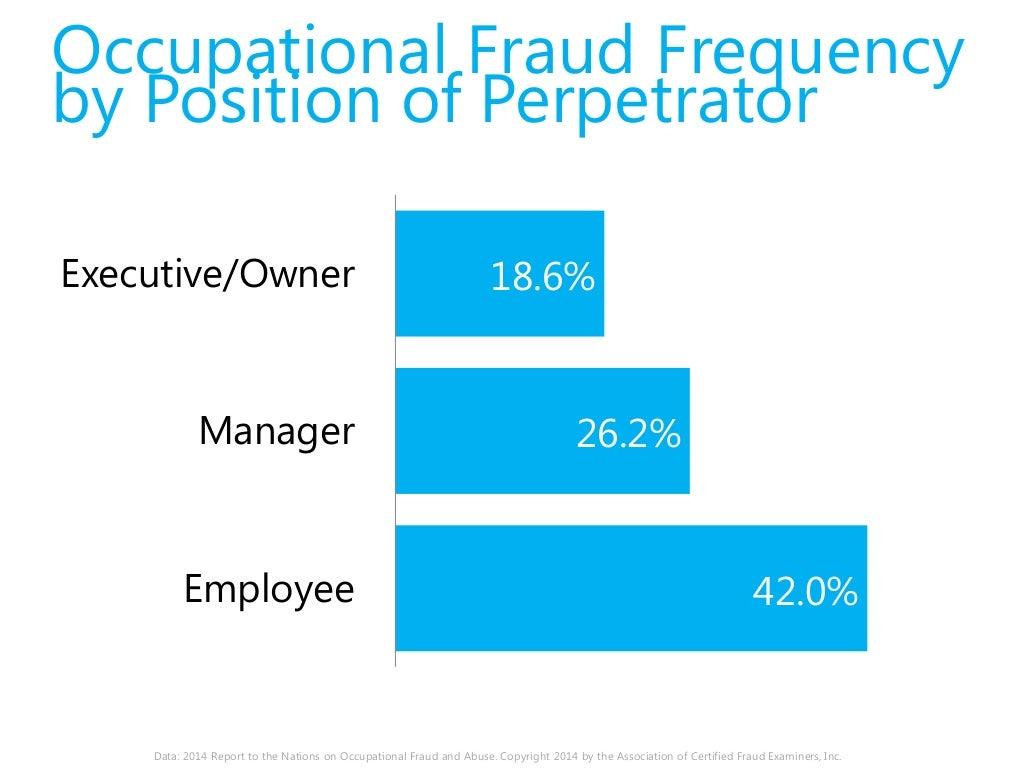 Occupational Fraud Frequency
by Position of Perpetrator
Executive/Owner
18.6%
Manager
26.2%
Employee
42.0%
Data: 2014 Report to the Nations on Occupational Fraud and Abuse. Copyright 2014 by the Association of Certified Fraud Examiners, Inc.